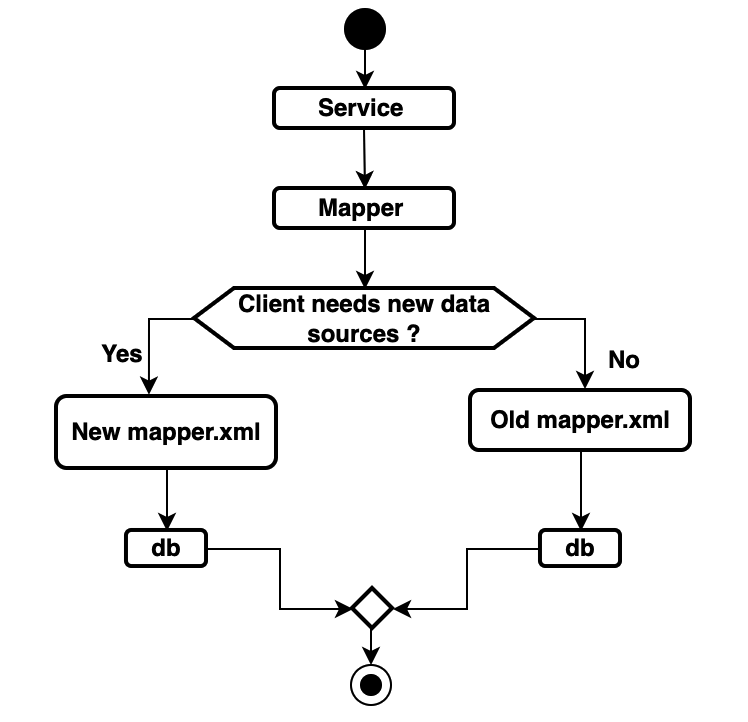 Service
Mapper
Client needs new data
sources ?
Yes
No
New mapper.xml
Old mapper.xml
db
db